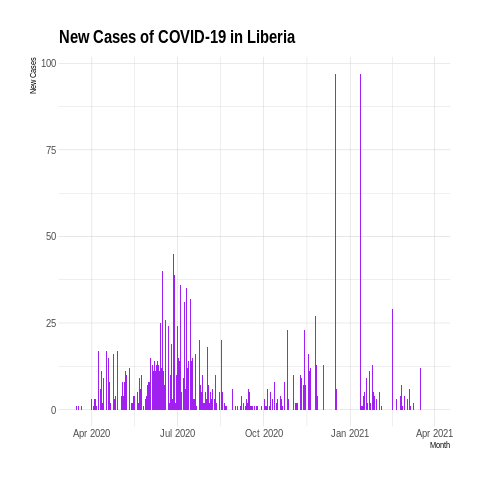 New Cases of COVID-19 in Liberia
New Cases
100
75
50
25
0
Apr 2020 Jul 2020 Oct 2020 Jan 2021 Apr 2021
Month